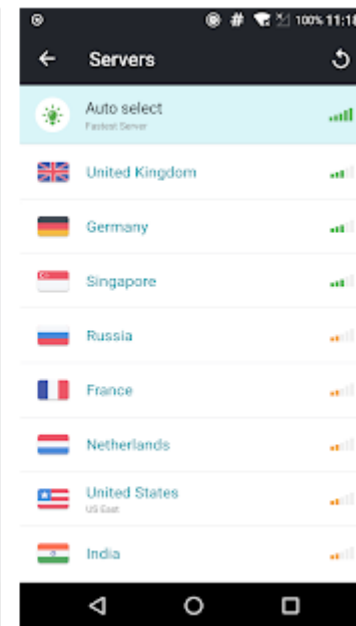 100% 11:18
Servers
Auto select
Fastest Server
United Kingdom
Germany
Singapore
Russia
France
Netherlands
United States
US East
India